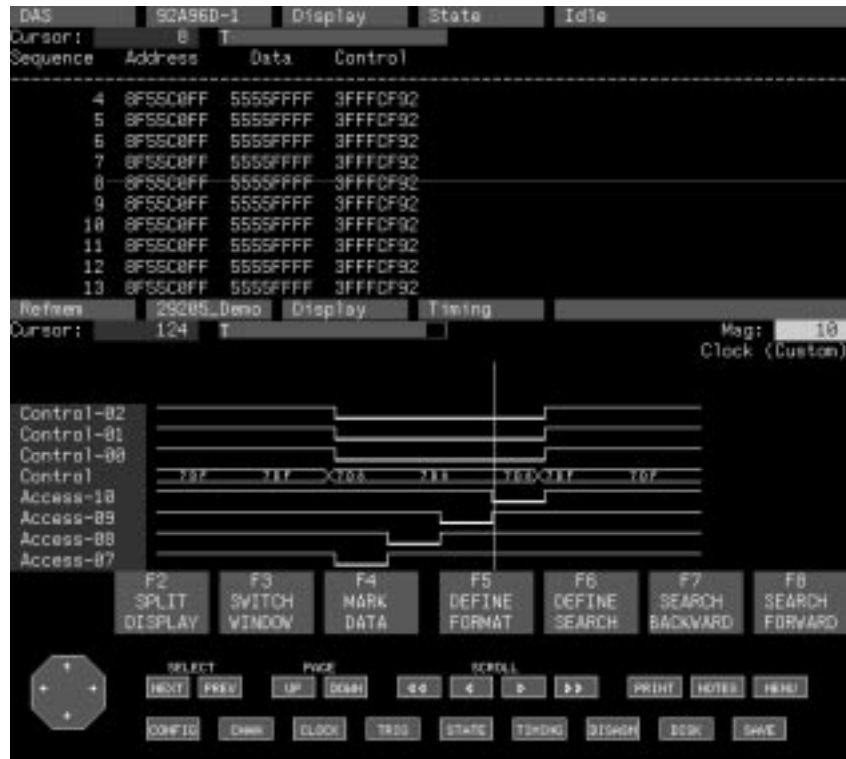 DAS 92A96D-1 Display State Idle
Cursor: 8 T
Sequence Address Data Control
4 8F55C0FF 5555FFFF 3FFFCF92
5 8F55C0FF 5555FFFF 3FFFCF92
6 8F55C0FF 5555FFFF 3FFFCF92
7 8F55C0FF 5555FFFF 3FFFCF92
8 8F55C0FF 5555FFFF 3FFFCF92
9 8F55C0FF 5555FFFF 3FFFCF92
10 8F55C0FF 5555FFFF 3FFFCF92
11 8F55C0FF 5555FFFF 3FFFCF92
12 8F55C0FF 5555FFFF 3FFFCF92
13 8F55C0FF 5555FFFF 3FFFCF92
Refmem 29205_Demo Display Timing
Cursor: 124 T Mag: 10
Clock (Custom)
Control-02
Control-01
Control-00
Control
Access-10
Access-09
Access-08
Access-07
F2 F3 F4 F5 F6 F7 F8
SPLIT SWITCH MARK DEFINE DEFINE SEARCH SEARCH
DISPLAY WINDOW DATA FORMAT SEARCH BACKWARD FORWARD
SELECT PAGE SCROLL
NEXT PREV UP DOWN PRINT NOTES MENU
CONFIG CHAN CLOCK TRIG STATE TIMING DISASM DISK SAVE